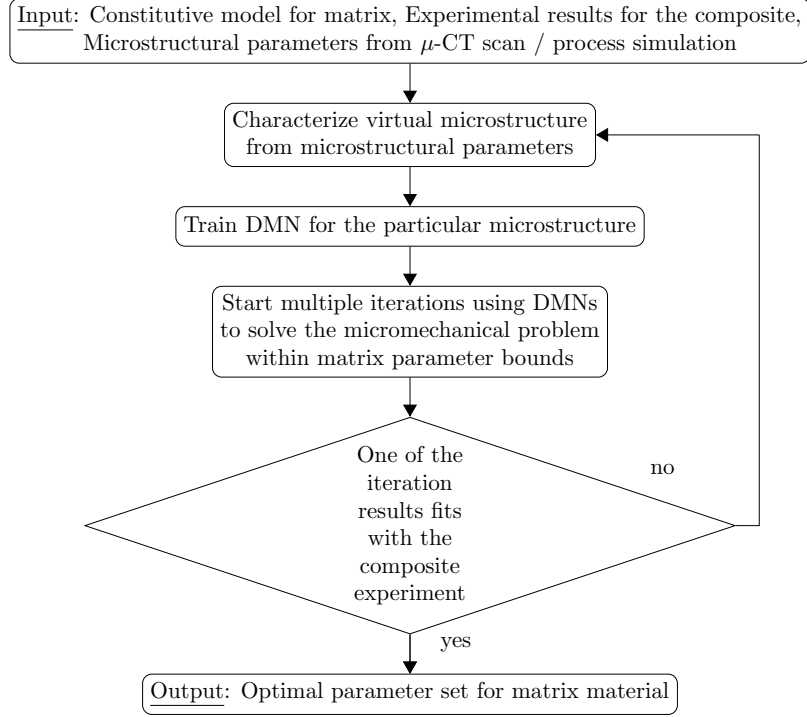 Input: Constitutive model for matrix, Experimental results for the composite,
Microstructural parameters from μ-CT scan / process simulation
Characterize virtual microstructure
from microstructural parameters
Train DMN for the particular microstructure
Start multiple iterations using DMNs
to solve the micromechanical problem
within matrix parameter bounds
One of the
iteration
results fits
with the
composite
experiment
no
yes
Output: Optimal parameter set for matrix material